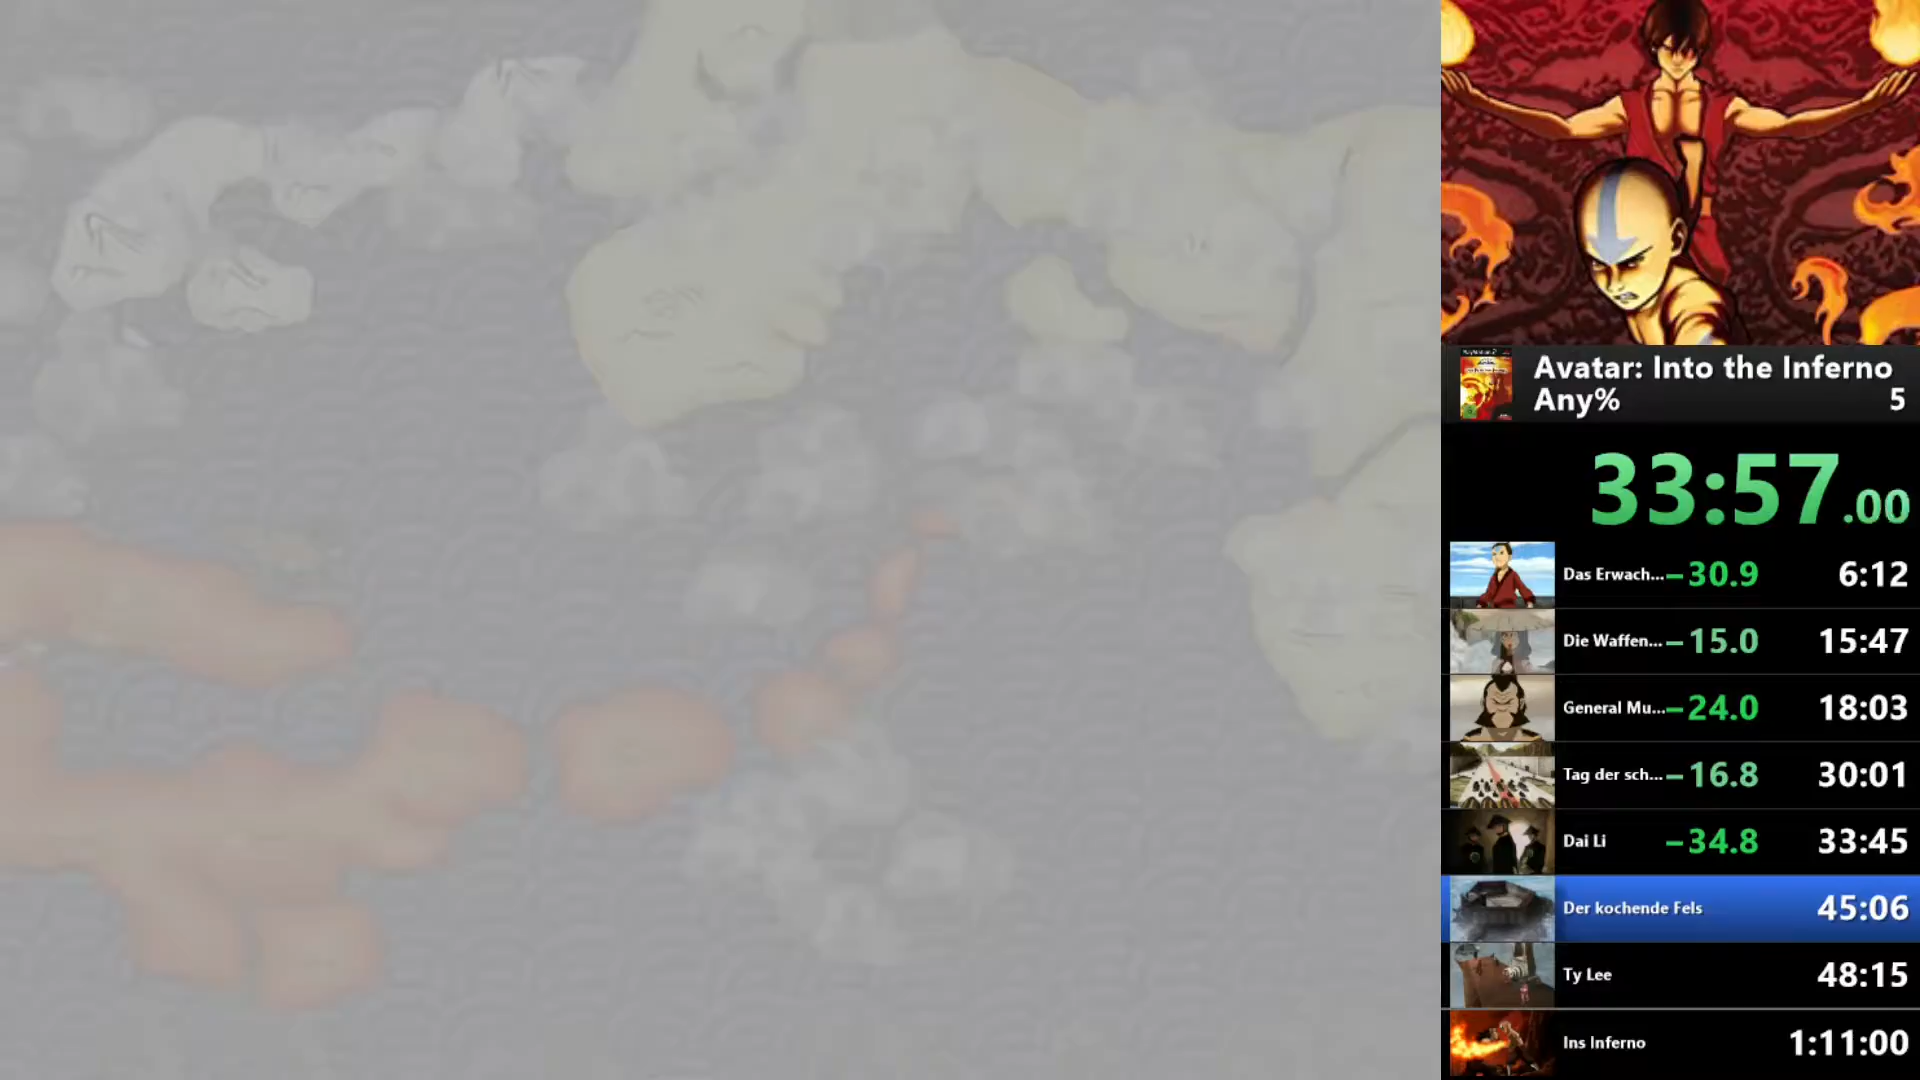 Avatar: Into the Inferno
Any% 5
33:57.00
Das Erwach... −30.9 6:12
Die Waffen... −15.0 15:47
General Mu... −24.0 18:03
Tag der sch... −16.8 30:01
Dai Li −34.8 33:45
Der kochende Fels 45:06
Ty Lee 48:15
Ins Inferno 1:11:00